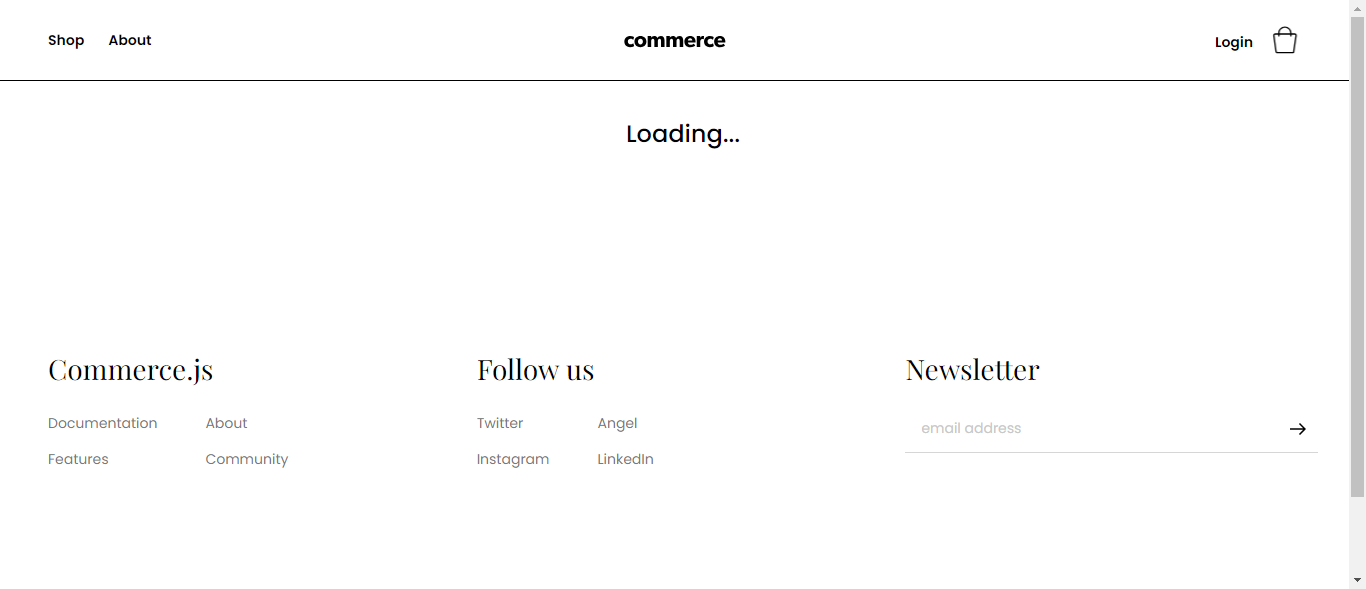 Shop About commerce Login
Loading...
Commerce.js Follow us Newsletter
Documentation About Twitter Angel email address
Features Community Instagram LinkedIn